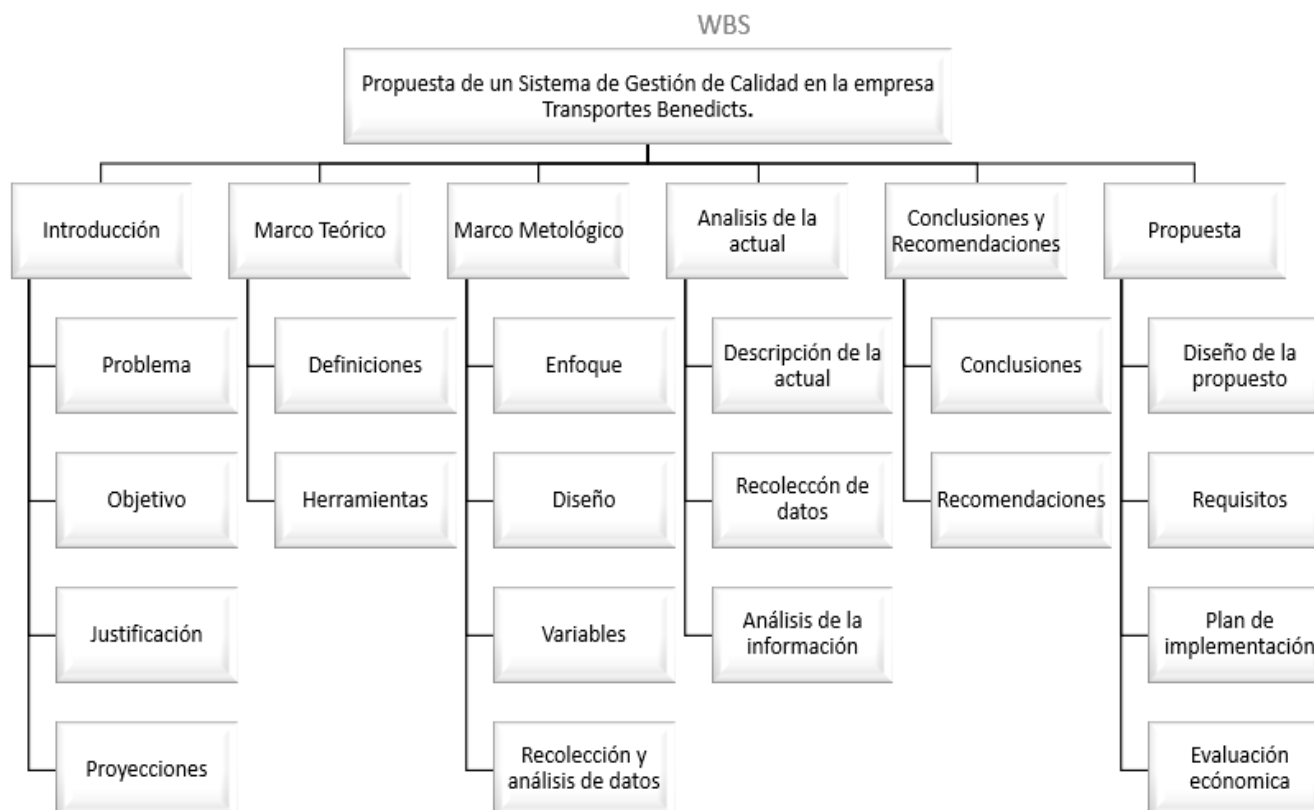 WBS
Propuesta de un Sistema de Gestión de Calidad en la empresa
Transportes Benedicts.
Introducción
Problema
Objetivo
Justificación
Proyecciones
Marco Teórico
Definiciones
Herramientas
Marco Metológico
Enfoque
Diseño
Variables
Recolección y
análisis de datos
Analisis de la
actual
Descripción de la
actual
Recoleccón de
datos
Análisis de la
información
Conclusiones y
Recomendaciones
Conclusiones
Recomendaciones
Propuesta
Diseño de la
propuesto
Requisitos
Plan de
implementación
Evaluación
ecónomica